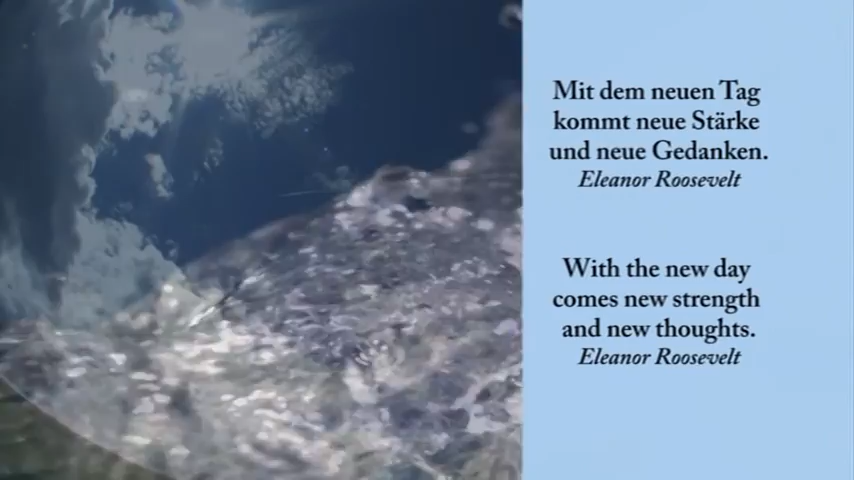 Mit dem neuen Tag
kommt neue Stärke
und neue Gedanken.
Eleanor Roosevelt
With the new day
comes new strength
and new thoughts.
Eleanor Roosevelt